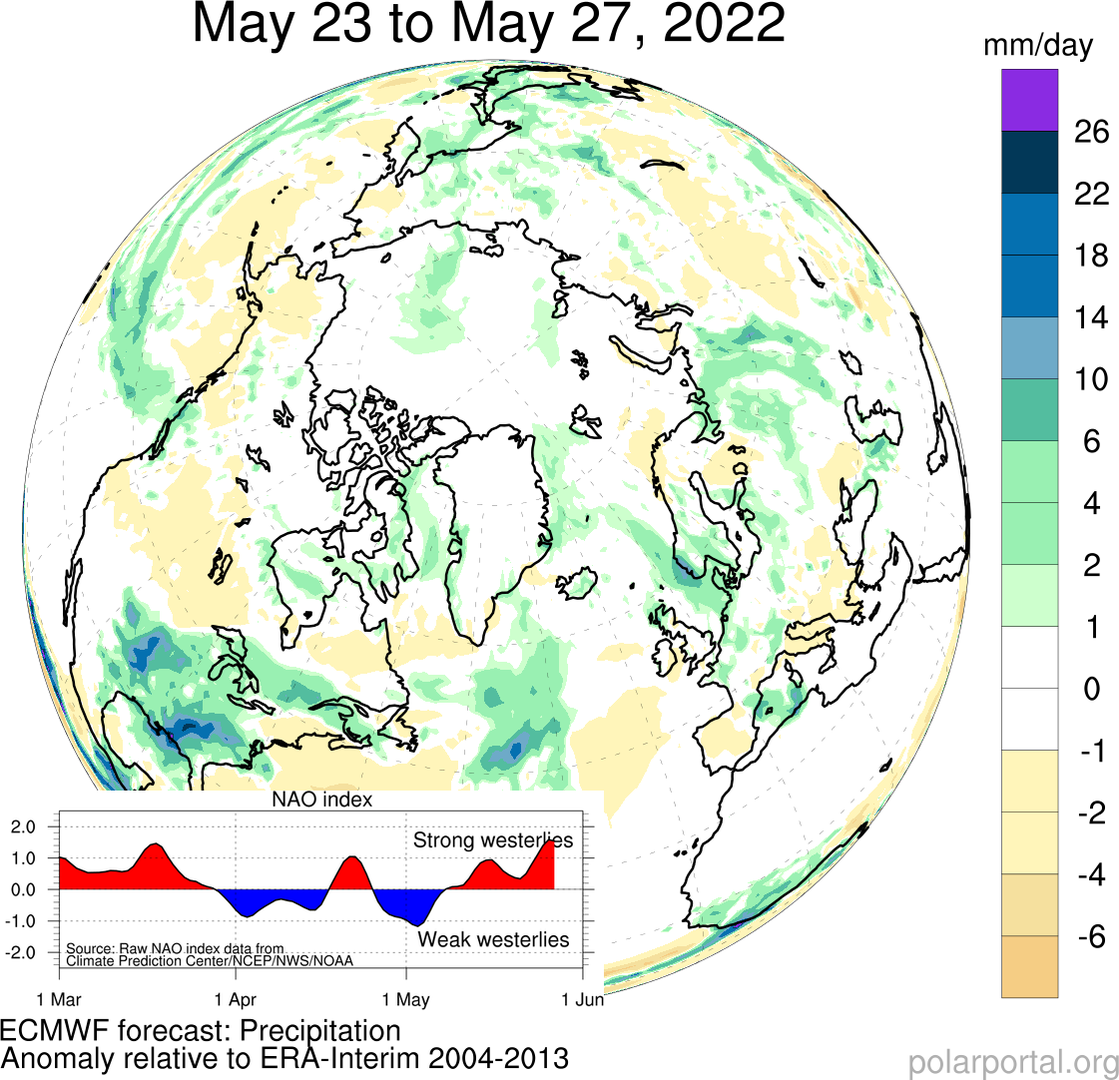 May 23 to May 27, 2022
mm/day
26
22
18
14
10
6
4
2
1
0
-1
-2
-4
-6
NAO index
2.0
1.0
0.0
-1.0
-2.0
Strong westerlies
Weak westerlies
Source: Raw NAO index data from
Climate Prediction Center/NCEP/NWS/NOAA
1 Mar 1 Apr 1 May 1 Jun
ECMWF forecast: Precipitation
Anomaly relative to ERA-Interim 2004-2013
polarportal.org